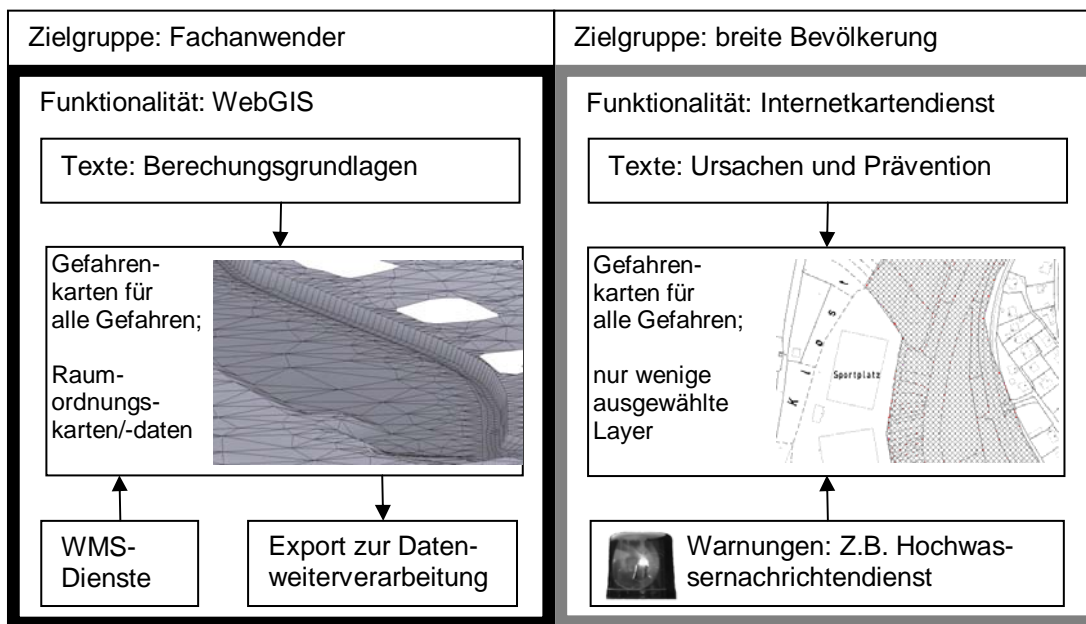 Zielgruppe: Fachanwender
Funktionalität: WebGIS
Texte: Berechungsgrundlagen
Gefahren-
karten für
alle Gefahren;
Raum-
ordnungs-
karten/-daten
WMS-
Dienste
Export zur Daten-
weiterverarbeitung
Zielgruppe: breite Bevölkerung
Funktionalität: Internetkartendienst
Texte: Ursachen und Prävention
Gefahren-
karten für
alle Gefahren;
nur wenige
ausgewählte
Layer
Klost
Sportplatz
Warnungen: Z.B. Hochwas-
sernachrichtendienst